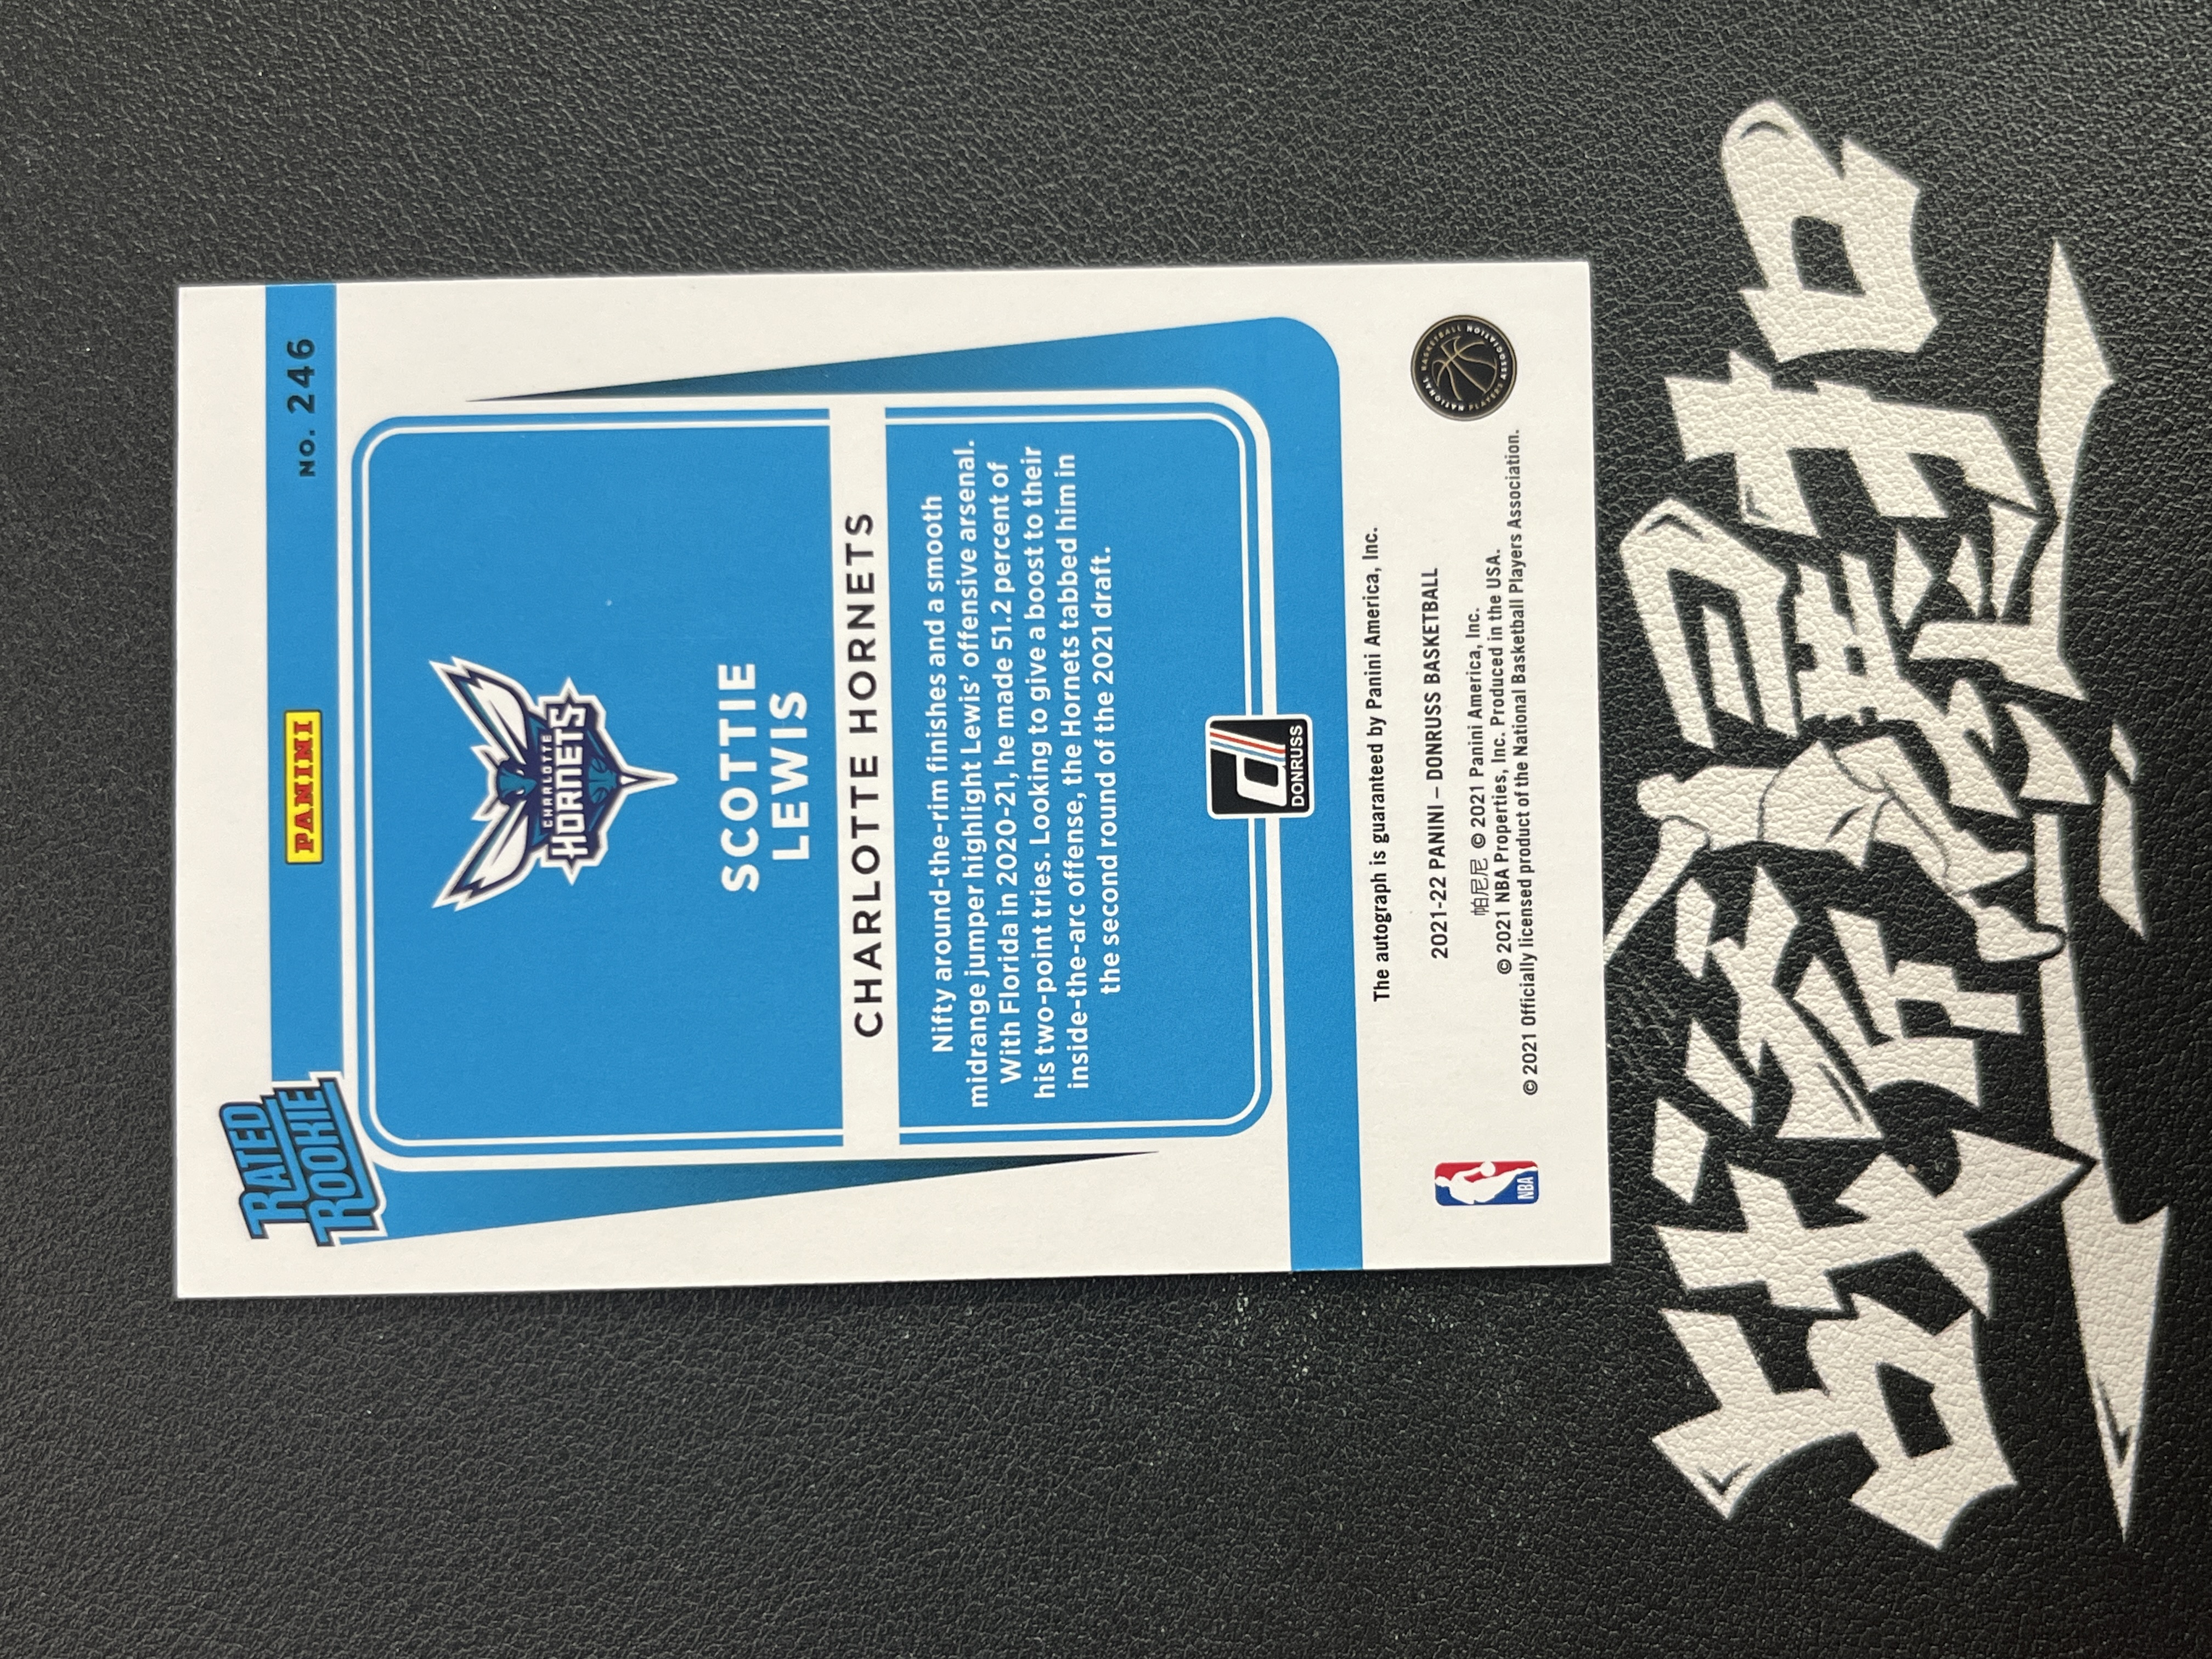 RATED
ROOKIE
PANINI
No. 246
CHARLOTTE
HORNETS
SCOTTIE
LEWIS
CHARLOTTE HORNETS
Nifty around-the-rim finishes and a smooth
midrange jumper highlight Lewis’ offensive arsenal.
With Florida in 2020-21, he made 51.2 percent of
his two-point tries. Looking to give a boost to their
inside-the-arc offense, the Hornets tabbed him in
the second round of the 2021 draft.
DONRUSS
The autograph is guaranteed by Panini America, Inc.
2021-22 PANINI – DONRUSS BASKETBALL
帕尼尼 © 2021 Panini America, Inc.
© 2021 NBA Properties, Inc. Produced in the USA.
© 2021 Officially licensed product of the National Basketball Players Association.
NBA
NATIONAL BASKETBALL PLAYERS ASSOCIATION